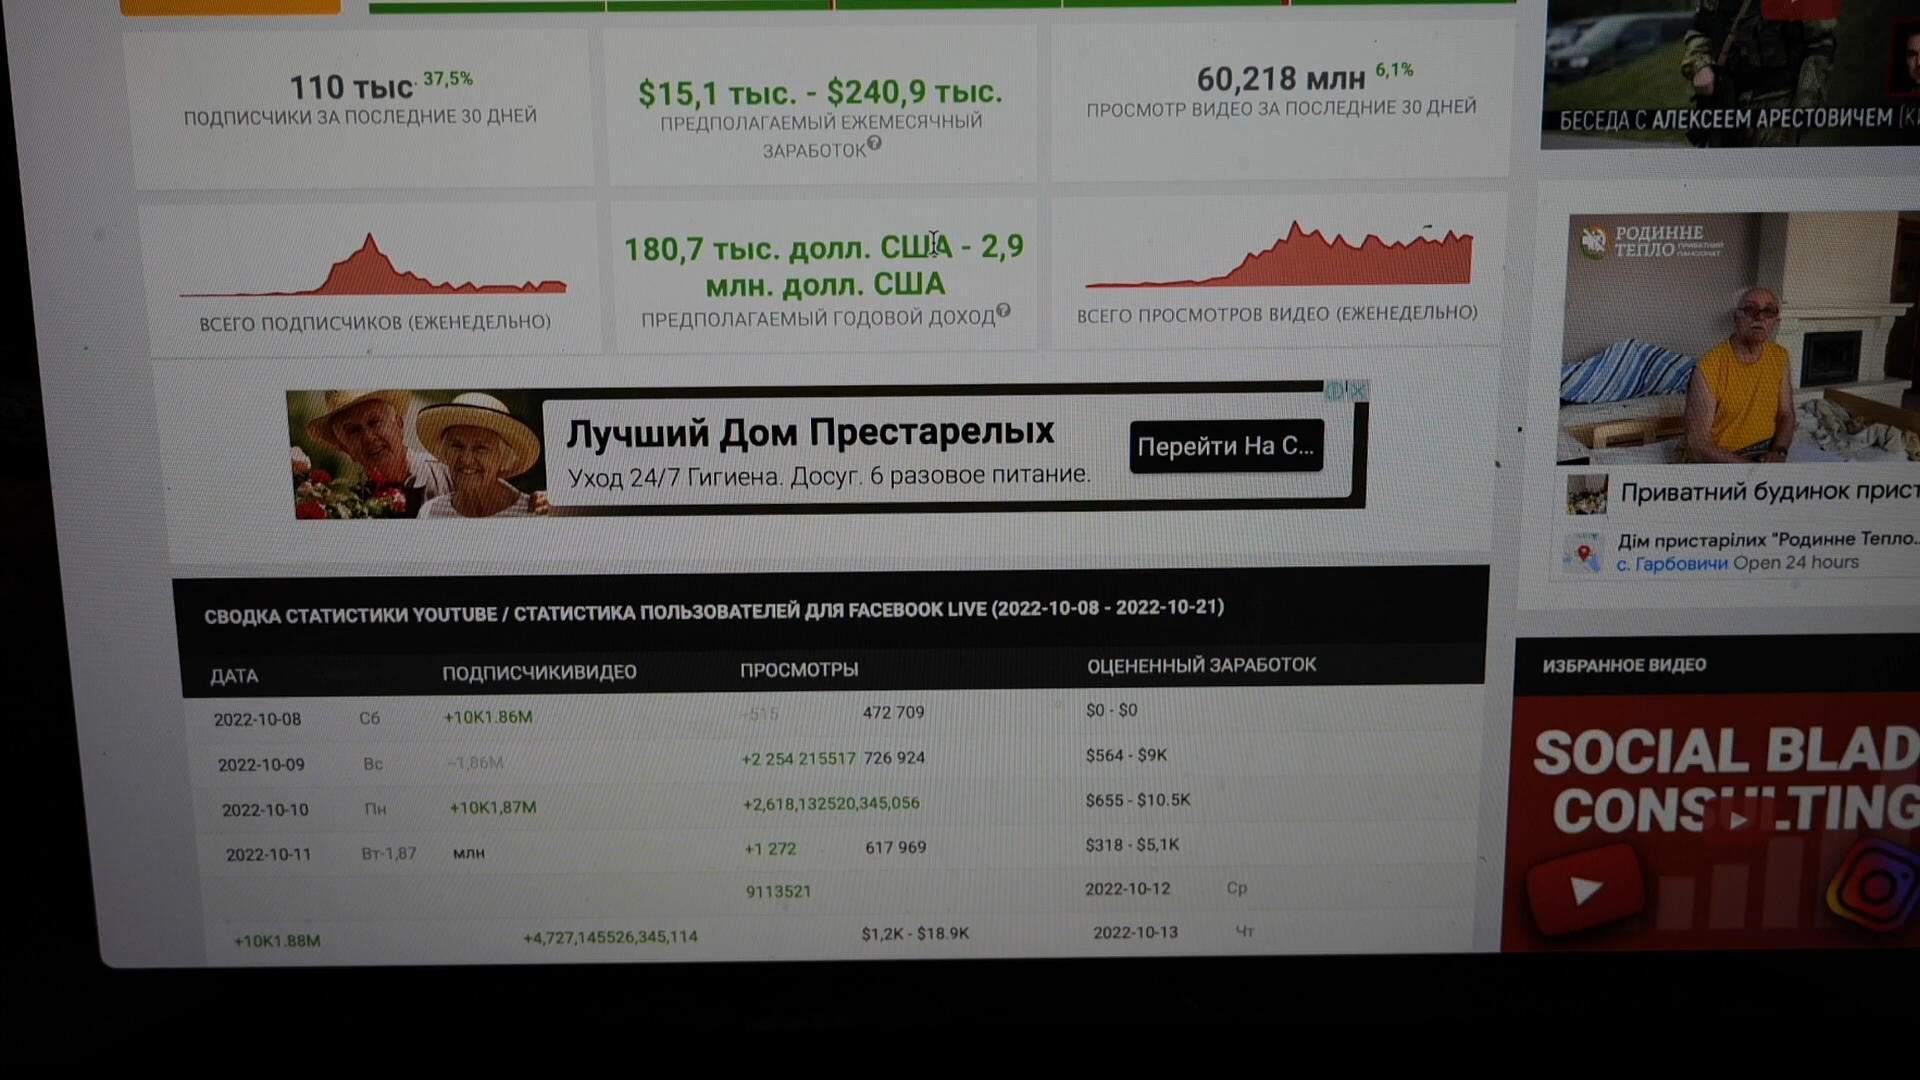 110 тыс. 37,5%
ПОДПИСЧИКИ ЗА ПОСЛЕДНИЕ 30 ДНЕЙ
$15,1 тыс. - $240,9 тыс.
ПРЕДПОЛАГАЕМЫЙ ЕЖЕМЕСЯЧНЫЙ
ЗАРАБОТОК?
60,218 млн 6,1%
ПРОСМОТР ВИДЕО ЗА ПОСЛЕДНИЕ 30 ДНЕЙ
ВСЕГО ПОДПИСЧИКОВ (ЕЖЕНЕДЕЛЬНО)
180,7 тыс. долл. США - 2,9
млн. долл. США
ПРЕДПОЛАГАЕМЫЙ ГОДОВОЙ ДОХОД?
ВСЕГО ПРОСМОТРОВ ВИДЕО (ЕЖЕНЕДЕЛЬНО)
БЕСЕДА С АЛЕКСЕЕМ АРЕСТОВИЧЕМ
РОДИННЕ
ТЕПЛО ПРИВАТНИЙ
ПАНСІОНАТ
Лучший Дом Престарелых
Уход 24/7 Гигиена. Досуг. 6 разовое питание.
Перейти На С...
Приватний будинок прист
Дім пристарілих "Родинне Тепло..
с. Гарбовичи Open 24 hours
СВОДКА СТАТИСТИКИ YOUTUBE / СТАТИСТИКА ПОЛЬЗОВАТЕЛЕЙ ДЛЯ FACEBOOK LIVE (2022-10-08 - 2022-10-21)
ДАТА ПОДПИСЧИКИВИДЕО ПРОСМОТРЫ ОЦЕНЕННЫЙ ЗАРАБОТОК
2022-10-08 Сб +10K1.86M -515 472 709 $0 - $0
2022-10-09 Вс -1,86M +2 254 215517 726 924 $564 - $9K
2022-10-10 Пн +10K1,87M +2,618,132520,345,056 $655 - $10.5K
2022-10-11 Вт-1,87 млн +1 272 617 969 $318 - $5,1K
9113521 2022-10-12 Ср
+10K1.88M +4,727,145526,345,114 $1,2K - $18.9K 2022-10-13 Чт
ИЗБРАННОЕ ВИДЕО
SOCIAL BLAD
CONSULTING